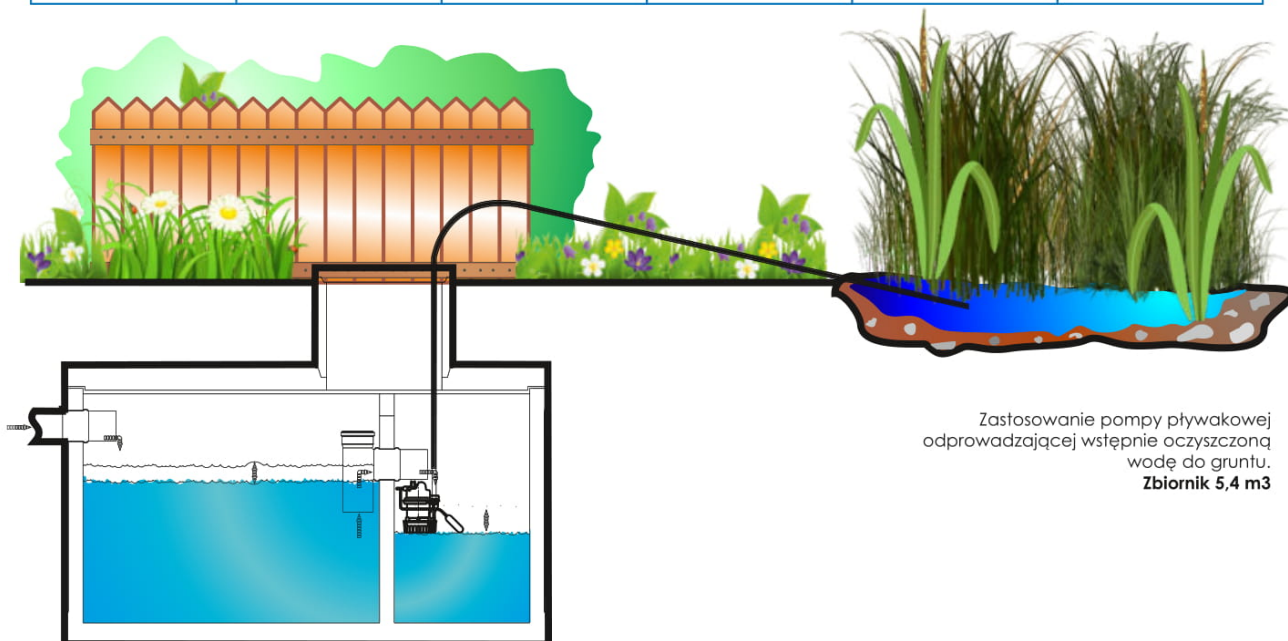 Zastosowanie pompy pływakowej
odprowadzającej wstępnie oczyszczoną
wodę do gruntu.
Zbiornik 5,4 m3